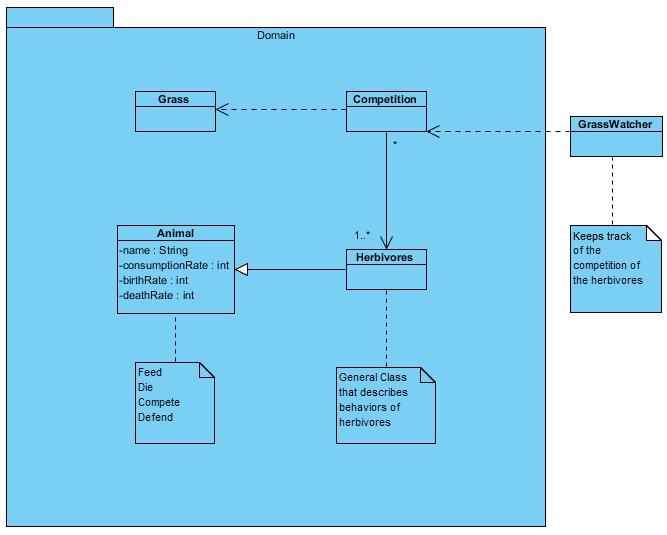 Domain
Grass
Competition
GrassWatcher
*
1..*
Animal
-name : String
-consumptionRate : int
-birthRate : int
-deathRate : int
Herbivores
Keeps track
of the
competition of
the herbivores
Feed
Die
Compete
Defend
General Class
that describes
behaviors of
herbivores